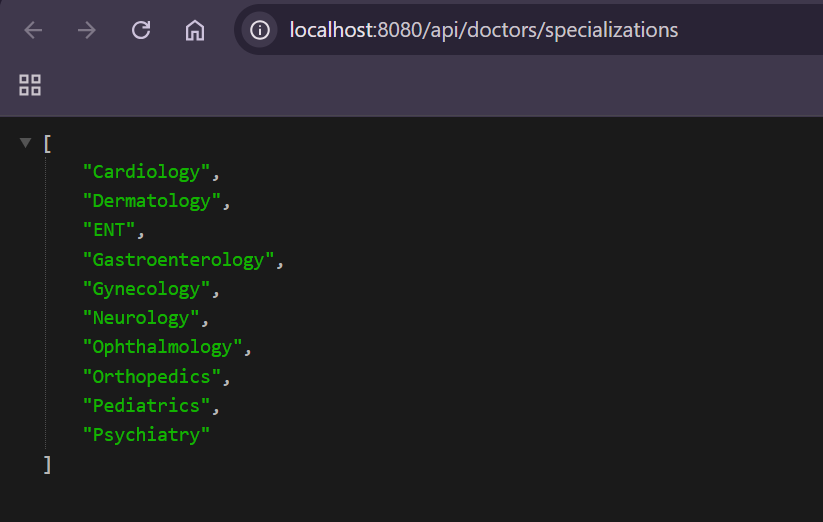 localhost:8080/api/doctors/specializations
[
"Cardiology",
"Dermatology",
"ENT",
"Gastroenterology",
"Gynecology",
"Neurology",
"Ophthalmology",
"Orthopedics",
"Pediatrics",
"Psychiatry"
]